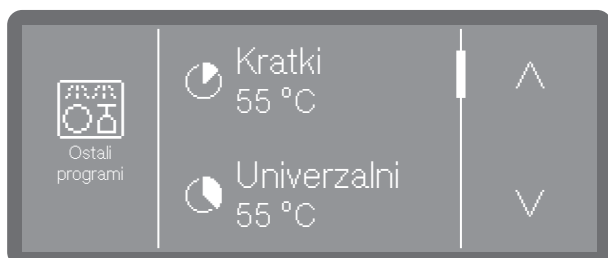 Ostali
programi
Kratki
55 °C
Univerzalni
55 °C